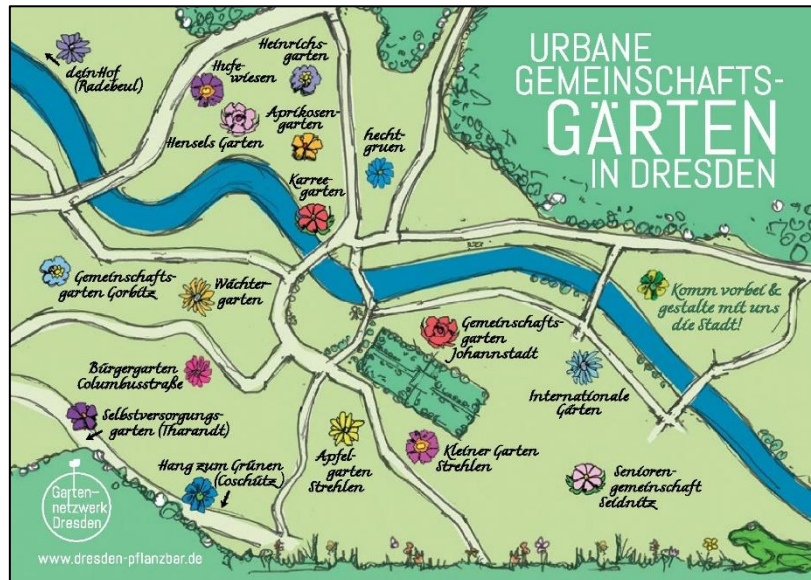 URBANE
GEMEINSCHAFTS-
GÄRTEN
IN DRESDEN
deinHof
(Radebeul)
Hufe-
wiesen
Heinrichs-
garten
Hensels Garten
Aprikosen-
garten
hecht-
gruen
Karree-
garten
Gemeinschafts-
garten Gorbitz
Wächter-
garten
Komm vorbei &
gestalte mit uns
die Stadt!
Gemeinschafts-
garten
Johannstadt
Bürgergarten
Columbusstraße
Internationale
Gärten
Selbstversorgungs-
garten (Tharandt)
Hang zum Grünen
(Coschütz)
Apfel-
garten
Strehlen
Kleiner Garten
Strehlen
Senioren-
gemeinschaft
Seidnitz
Garten-
netzwerk
Dresden
www.dresden-pflanzbar.de